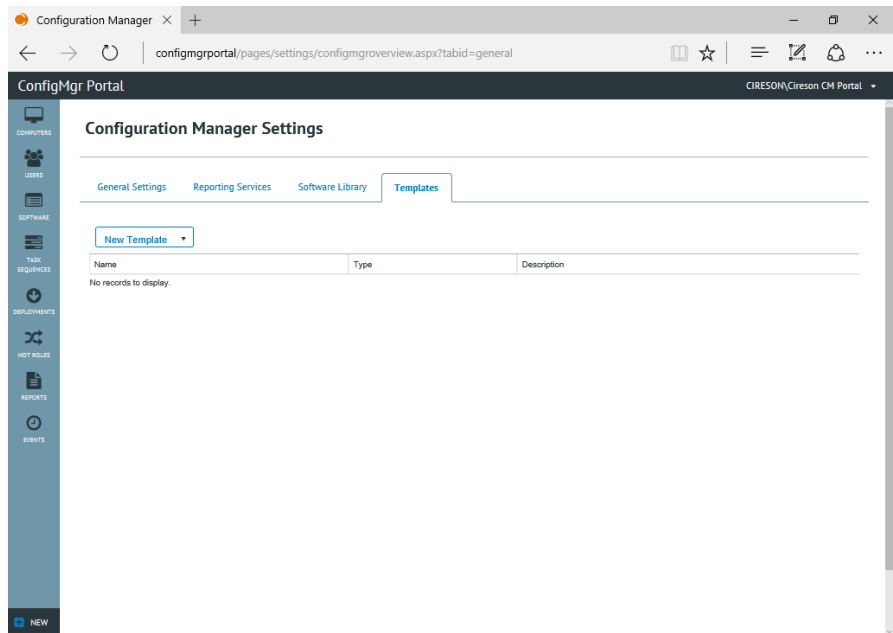 Configuration Manager
configmgrportal/pages/settings/configmgroverview.aspx?tabid=general
ConfigMgr Portal
CIRESON\Cireson CM Portal
COMPUTERS
USERS
SOFTWARE
TASK
SEQUENCES
DEPLOYMENTS
MDT ROLES
REPORTS
EVENTS
NEW
Configuration Manager Settings
General Settings Reporting Services Software Library Templates
New Template
Name Type Description
No records to display.